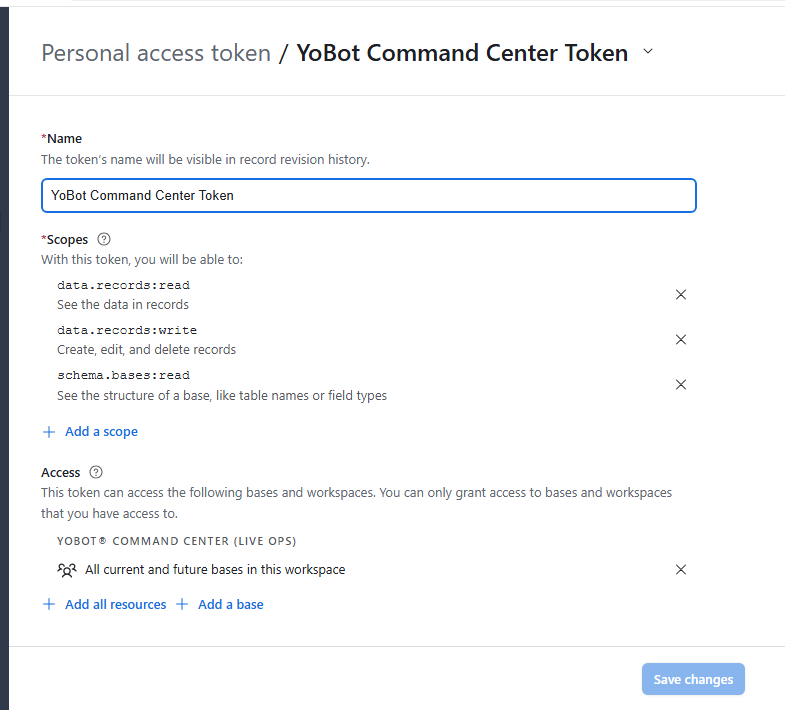 Personal access token / YoBot Command Center Token
*Name
The token's name will be visible in record revision history.
YoBot Command Center Token
*Scopes
With this token, you will be able to:
data.records:read
See the data in records
data.records:write
Create, edit, and delete records
schema.bases:read
See the structure of a base, like table names or field types
+ Add a scope
Access
This token can access the following bases and workspaces. You can only grant access to bases and workspaces
that you have access to.
YOBOT® COMMAND CENTER (LIVE OPS)
All current and future bases in this workspace
+ Add all resources + Add a base
Save changes